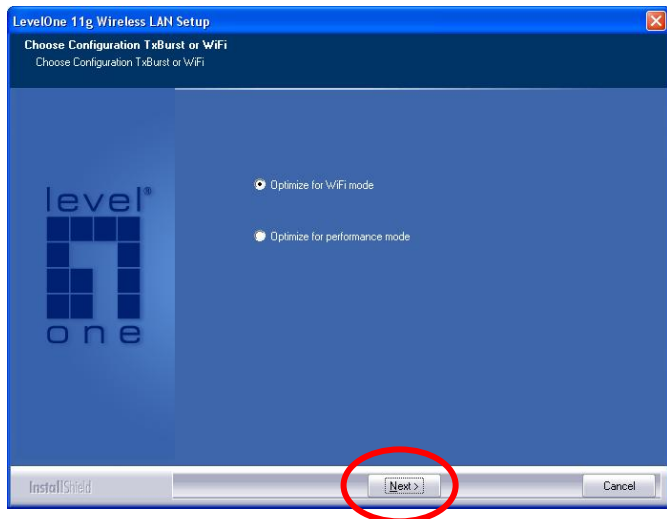 LevelOne 11g Wireless LAN Setup
Choose Configuration TxBurst or WiFi
Choose Configuration TxBurst or WiFi
level®
one
Optimize for WiFi mode
Optimize for performance mode
InstallShield
Next >
Cancel